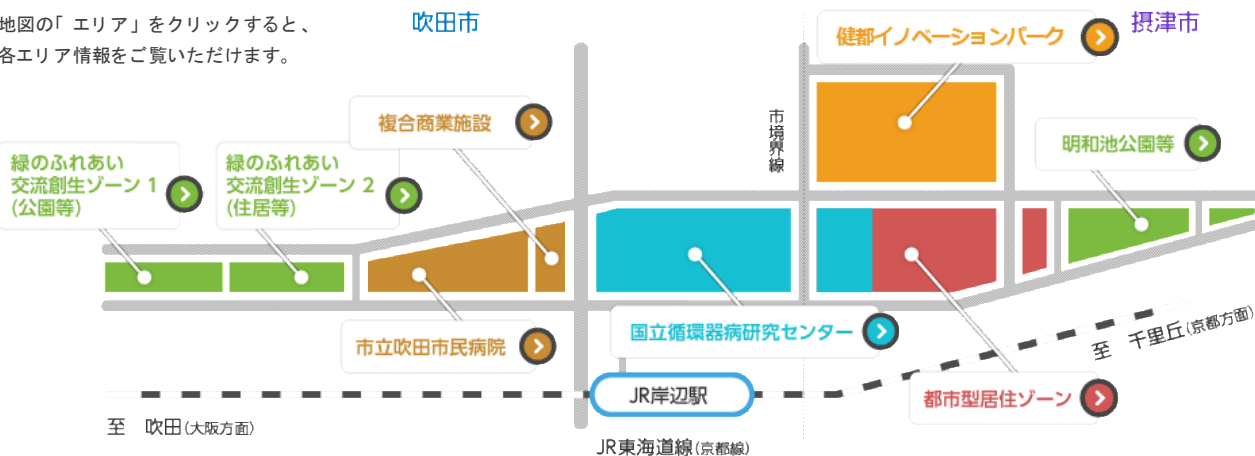 地図の「エリア」をクリックすると、
各エリア情報をご覧いただけます。
吹田市
摂津市
健都イノベーションパーク
複合商業施設
市境界線
明和池公園等
緑のふれあい
交流創生ゾーン 1
(公園等)
緑のふれあい
交流創生ゾーン 2
(住居等)
国立循環器病研究センター
市立吹田市民病院
至 千里丘(京都方面)
JR岸辺駅
都市型居住ゾーン
至 吹田(大阪方面)
JR東海道線(京都線)